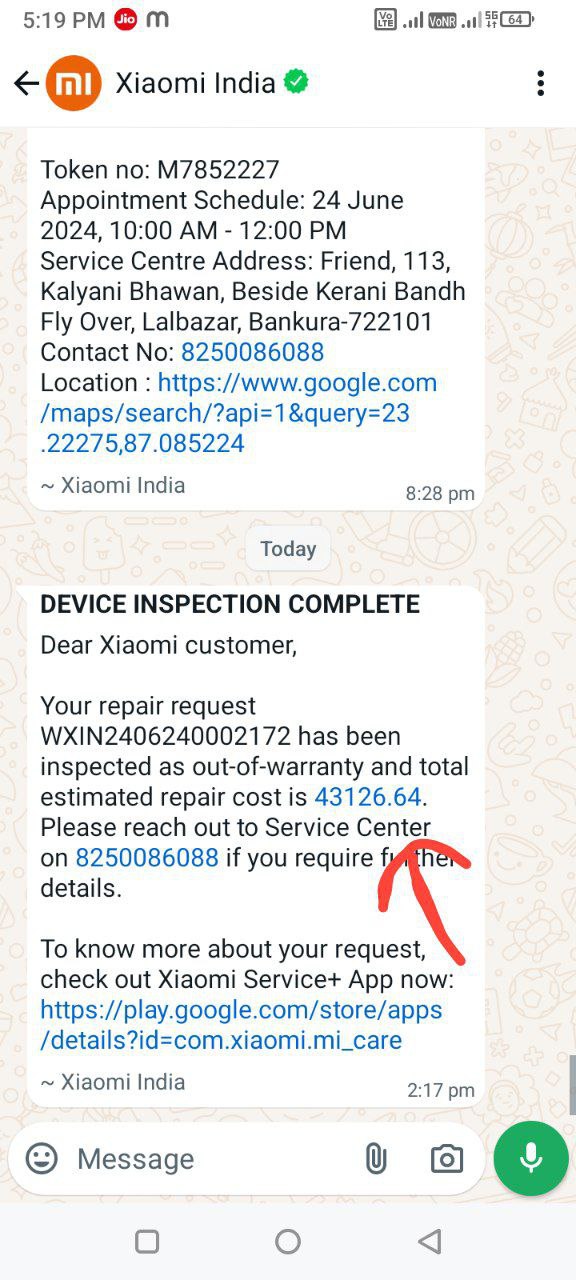 5:19 PM Jio m Vo LTE VoNR 5G 64
mi Xiaomi India
Token no: M7852227
Appointment Schedule: 24 June
2024, 10:00 AM - 12:00 PM
Service Centre Address: Friend, 113,
Kalyani Bhawan, Beside Kerani Bandh
Fly Over, Lalbazar, Bankura-722101
Contact No: 8250086088
Location : https://www.google.com
/maps/search/?api=1&query=23
.22275,87.085224
~ Xiaomi India
8:28 pm
Today
DEVICE INSPECTION COMPLETE
Dear Xiaomi customer,
Your repair request
WXIN2406240002172 has been
inspected as out-of-warranty and total
estimated repair cost is 43126.64.
Please reach out to Service Center
on 8250086088 if you require further
details.
To know more about your request,
check out Xiaomi Service+ App now:
https://play.google.com/store/apps
/details?id=com.xiaomi.mi_care
~ Xiaomi India
2:17 pm
Message